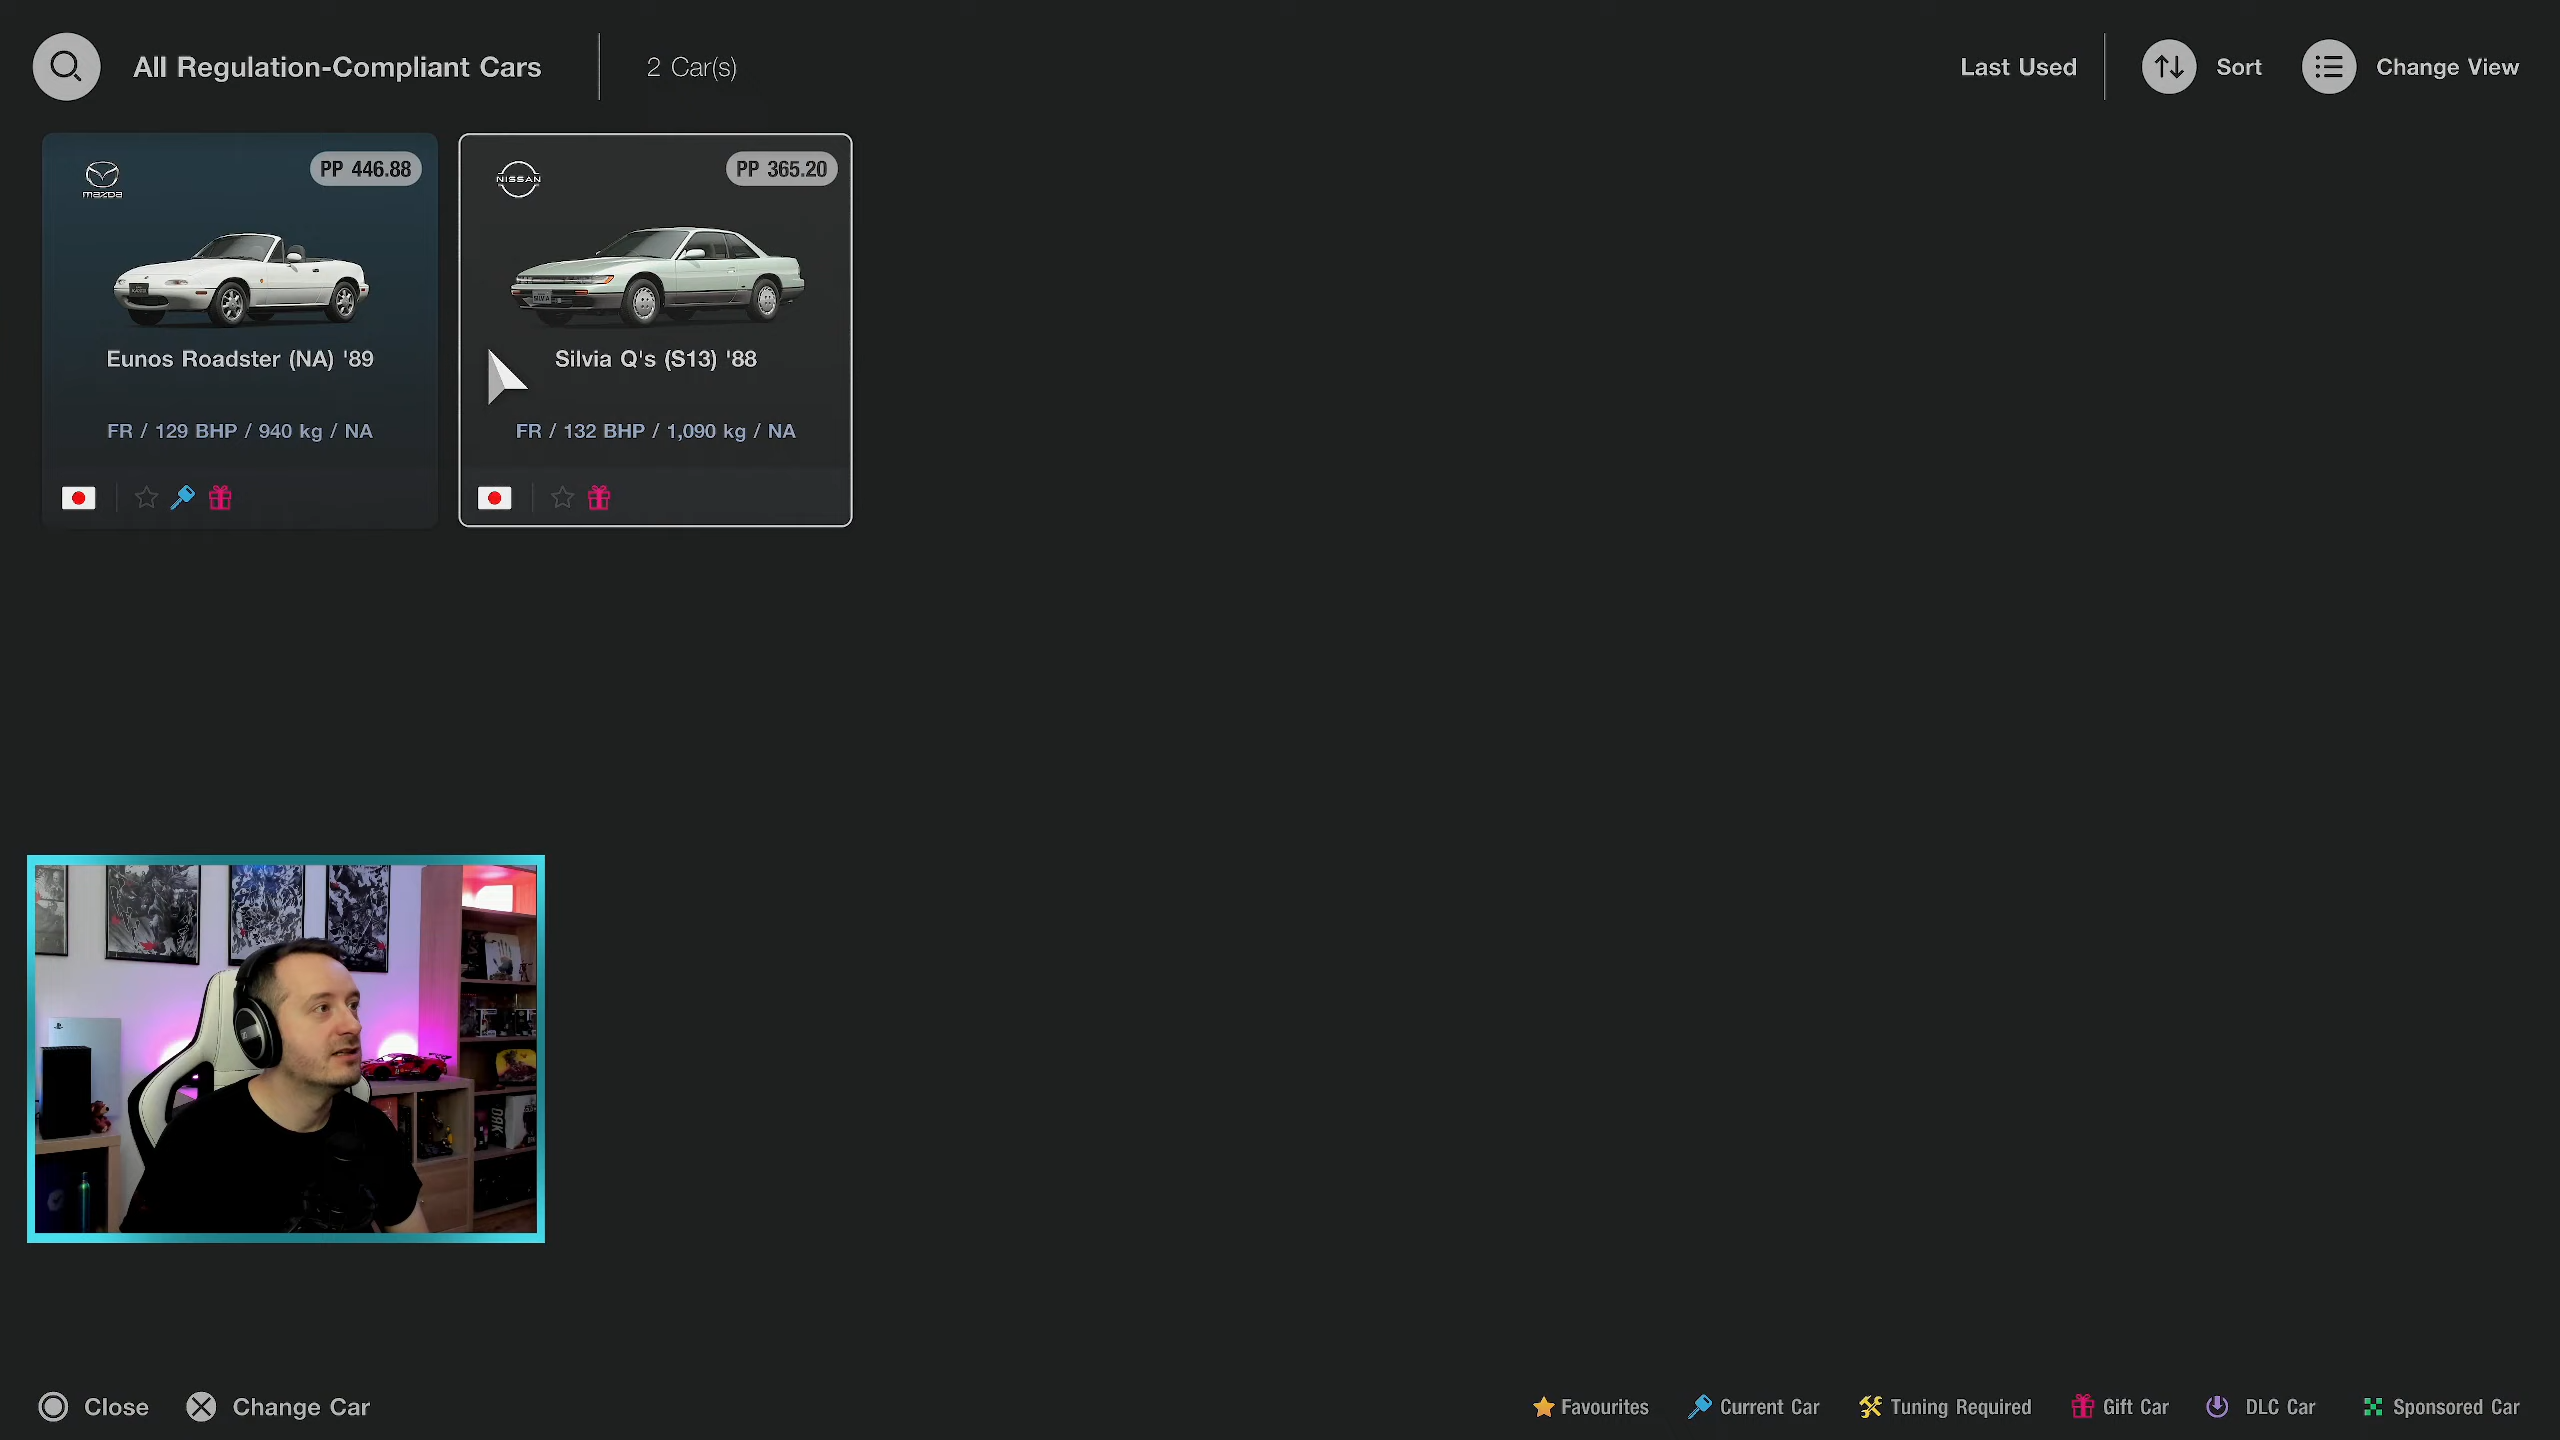 All Regulation-Compliant Cars
2 Car(s)
Last Used
Sort
Change View
mazda
PP 446.88
Eunos Roadster (NA) '89
FR / 129 BHP / 940 kg / NA
NISSAN
PP 365.20
SILVIA
Silvia Q's (S13) '88
FR / 132 BHP / 1,090 kg / NA
Close
Change Car
Favourites
Current Car
Tuning Required
Gift Car
DLC Car
Sponsored Car